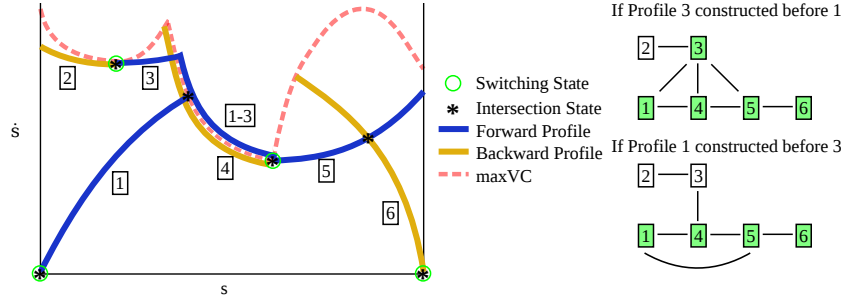 ṡ
s
2
3
1
1-3
4
5
6
Switching State
Intersection State
Forward Profile
Backward Profile
maxVC
If Profile 3 constructed before 1
2 3
1 4 5 6
If Profile 1 constructed before 3
2 3
1 4 5 6